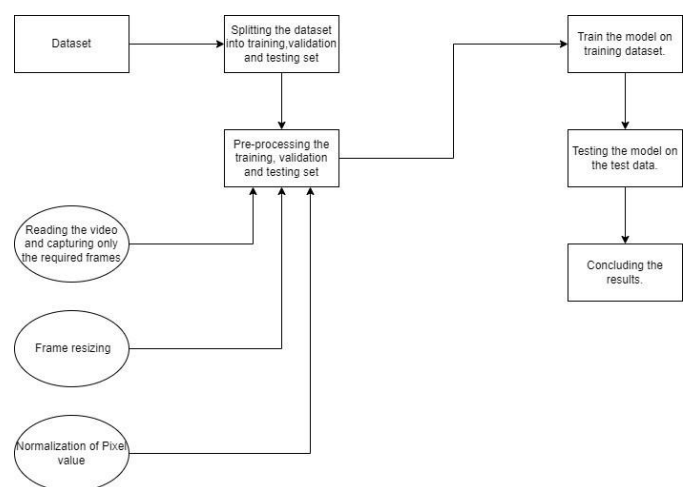 Dataset
Splitting the dataset
into training,validation
and testing set
Train the model on
training dataset.
Pre-processing the
training, validation
and testing set
Testing the model on
the test data.
Reading the video
and capturing only
the required frames
Concluding the
results.
Frame resizing
Normalization of Pixel
value